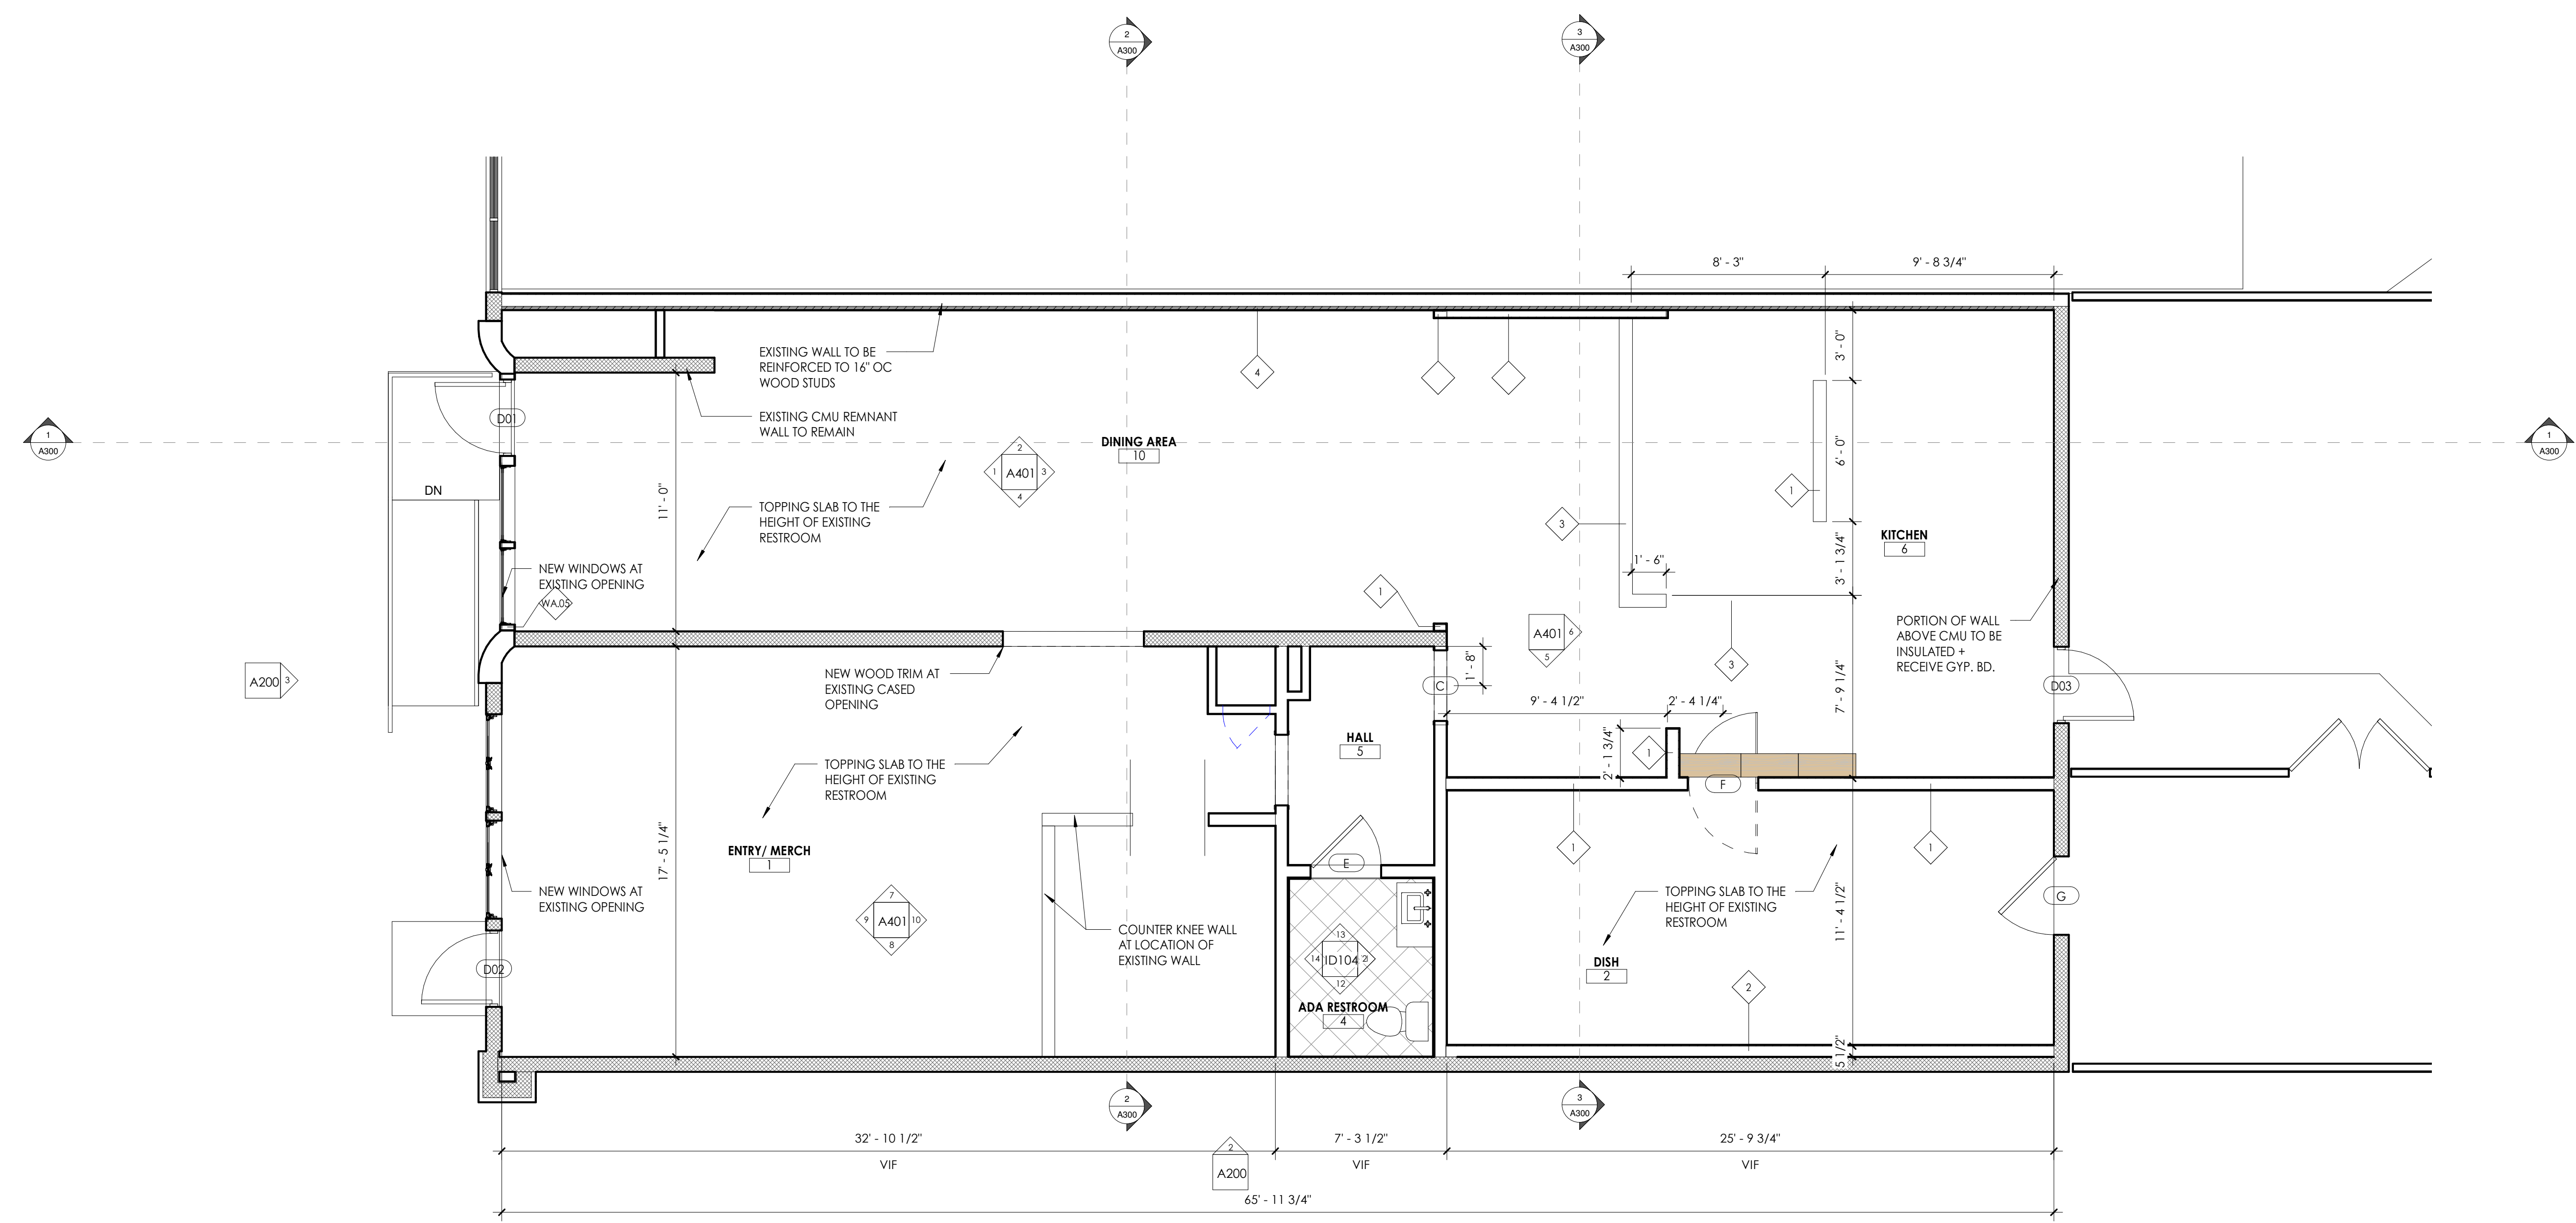 2
A300
3
A300
8' - 3"
9' - 8 3/4"
3' - 0"
EXISTING WALL TO BE
REINFORCED TO 16" OC
WOOD STUDS
4
EXISTING CMU REMNANT
WALL TO REMAIN
D01
1
A300
DINING AREA
10
2
1 A401 3
4
6' - 0"
1
A300
DN
11' - 0"
TOPPING SLAB TO THE
HEIGHT OF EXISTING
RESTROOM
1
3
KITCHEN
6
3' - 1 3/4"
1' - 6"
NEW WINDOWS AT
EXISTING OPENING
WA.05
1
A401 6
5
PORTION OF WALL
ABOVE CMU TO BE
INSULATED +
RECEIVE GYP. BD.
A200 3
NEW WOOD TRIM AT
EXISTING CASED
OPENING
1' - 8"
C
3
7' - 9 1/4"
D03
9' - 4 1/2"
2' - 4 1/4"
HALL
5
2' - 1 3/4"
1
F
TOPPING SLAB TO THE
HEIGHT OF EXISTING
RESTROOM
17' - 5 1/4"
ENTRY/ MERCH
1
E
1
1
NEW WINDOWS AT
EXISTING OPENING
7
9 A401 10
8
TOPPING SLAB TO THE
HEIGHT OF EXISTING
RESTROOM
11' - 4 1/2"
G
COUNTER KNEE WALL
AT LOCATION OF
EXISTING WALL
13
14 ID104
12
D02
DISH
2
2
ADA RESTROOM
4
5 1/2"
2
A300
3
A300
32' - 10 1/2"
VIF
7' - 3 1/2"
VIF
25' - 9 3/4"
VIF
2
A200
65' - 11 3/4"